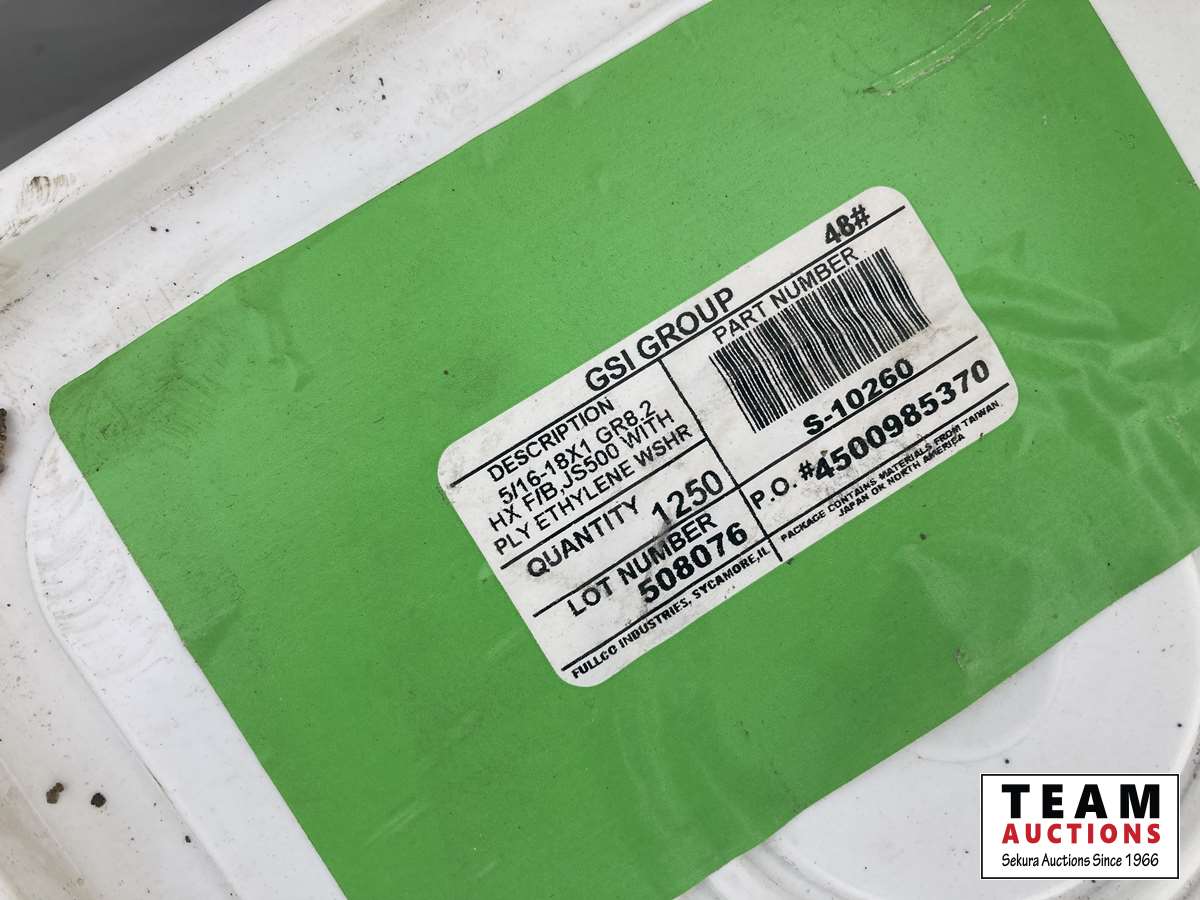 GSI GROUP 48#
DESCRIPTION
5/16-18X1 GR8.2
HX F/B,JS500 WITH
PLY ETHYLENE WSHR
QUANTITY 1250
LOT NUMBER
508076
FULLCO INDUSTRIES, SYCAMORE,IL
PART NUMBER
S-10260
P.O. #4500985370
PACKAGE CONTAINS MATERIALS FROM TAIWAN
JAPAN OR NORTH AMERICA
TEAM
AUCTIONS
Sekura Auctions Since 1966